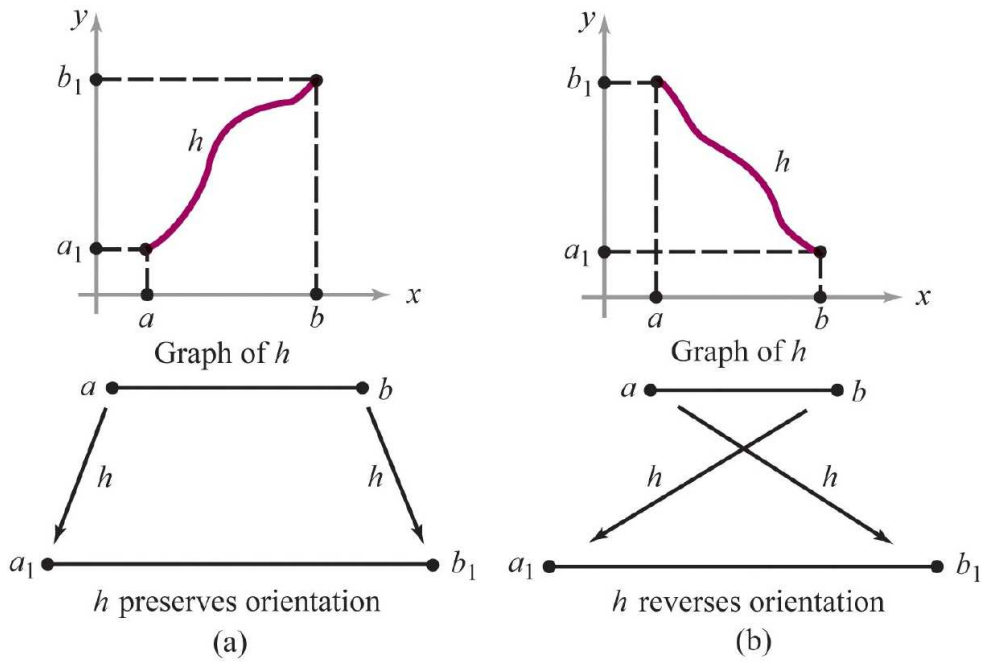 y
b₁
h
a₁
x
a
b
Graph of h
a
b
h
h
a₁
b₁
h preserves orientation
(a)
y
b₁
h
a₁
x
a
b
Graph of h
a
b
h
h
a₁
b₁
h reverses orientation
(b)